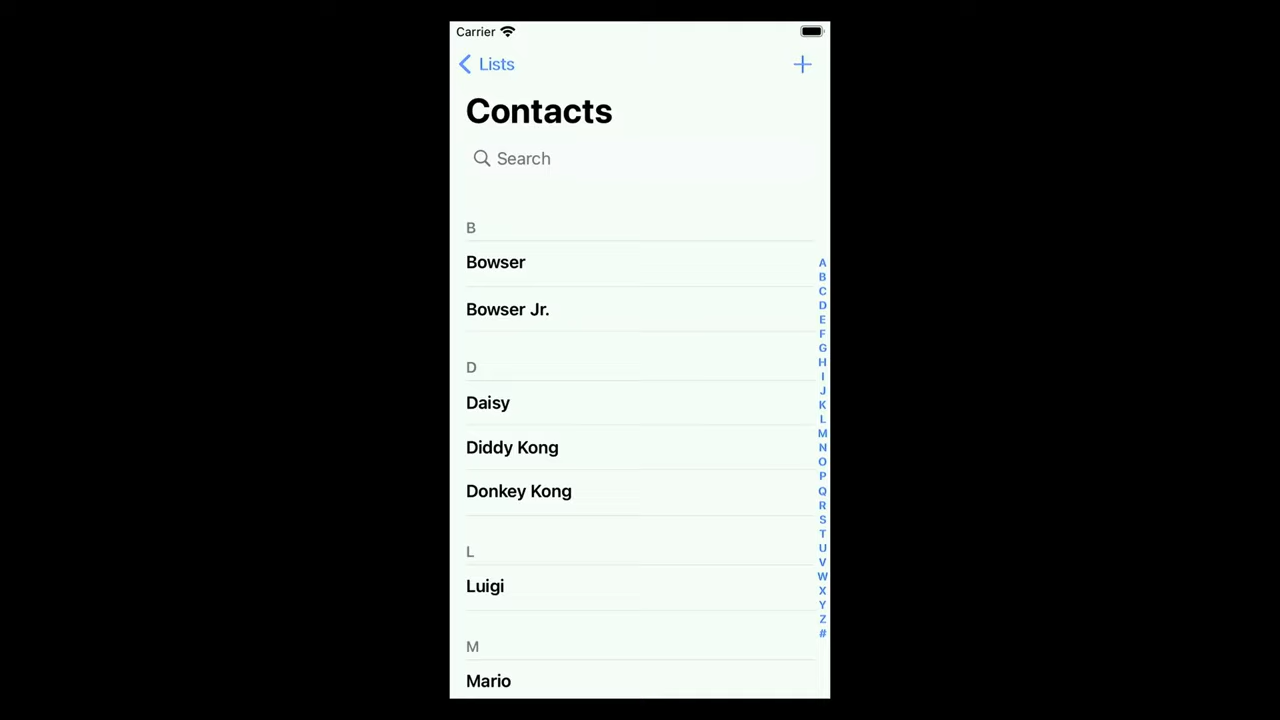 Carrier
Lists
+
Contacts
Search
B
Bowser
Bowser Jr.
D
Daisy
Diddy Kong
Donkey Kong
L
Luigi
M
Mario
A
B
C
D
E
F
G
H
I
J
K
L
M
N
O
P
Q
R
S
T
U
V
W
X
Y
Z
#